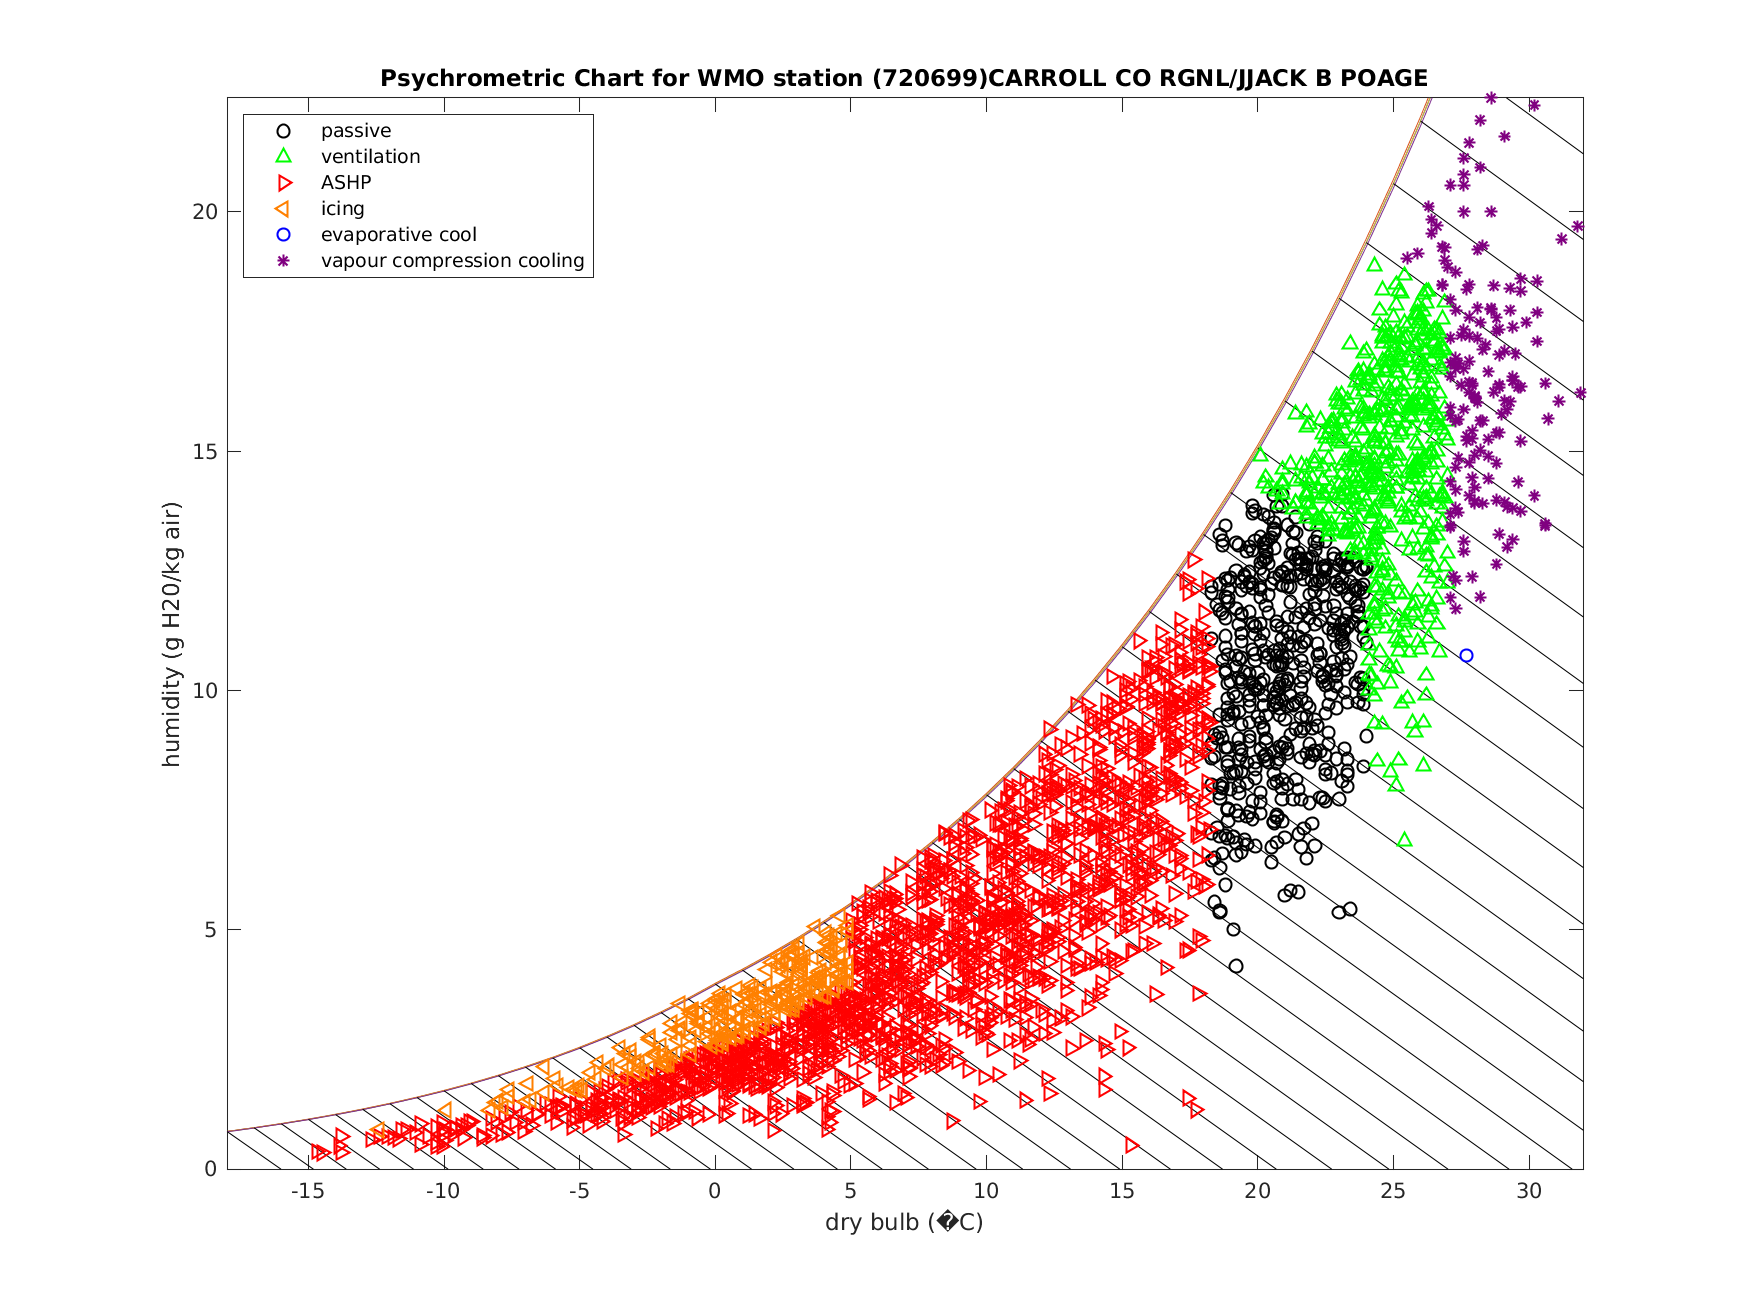 Psychrometric Chart for WMO station (720699)CARROLL CO RGNL/JJACK B POAGE
passive
ventilation
ASHP
icing
evaporative cool
vapour compression cooling
humidity (g H20/kg air)
20
15
10
5
0
-15 -10 -5 0 5 10 15 20 25 30
dry bulb (�C)